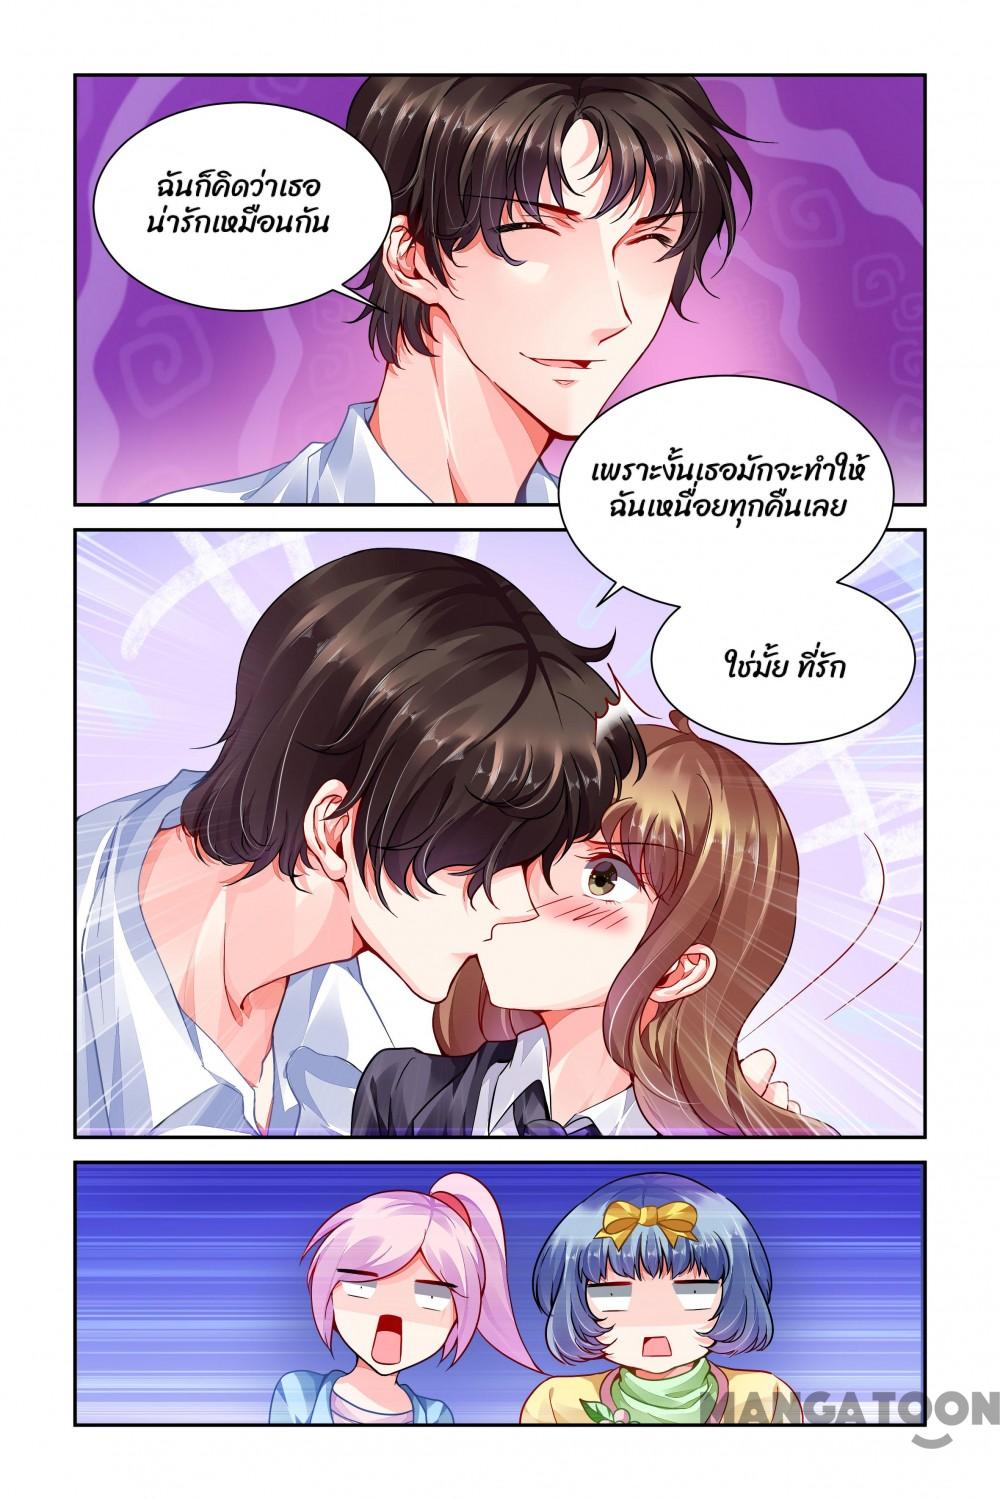 ฉันก็คิดว่าเธอ
น่ารักเหมือนกัน
เพราะงั้นเธอมักจะทำให้
ฉันเหนื่อยทุกคืนเลย
ใช่มั้ย ที่รัก
MANGATOON